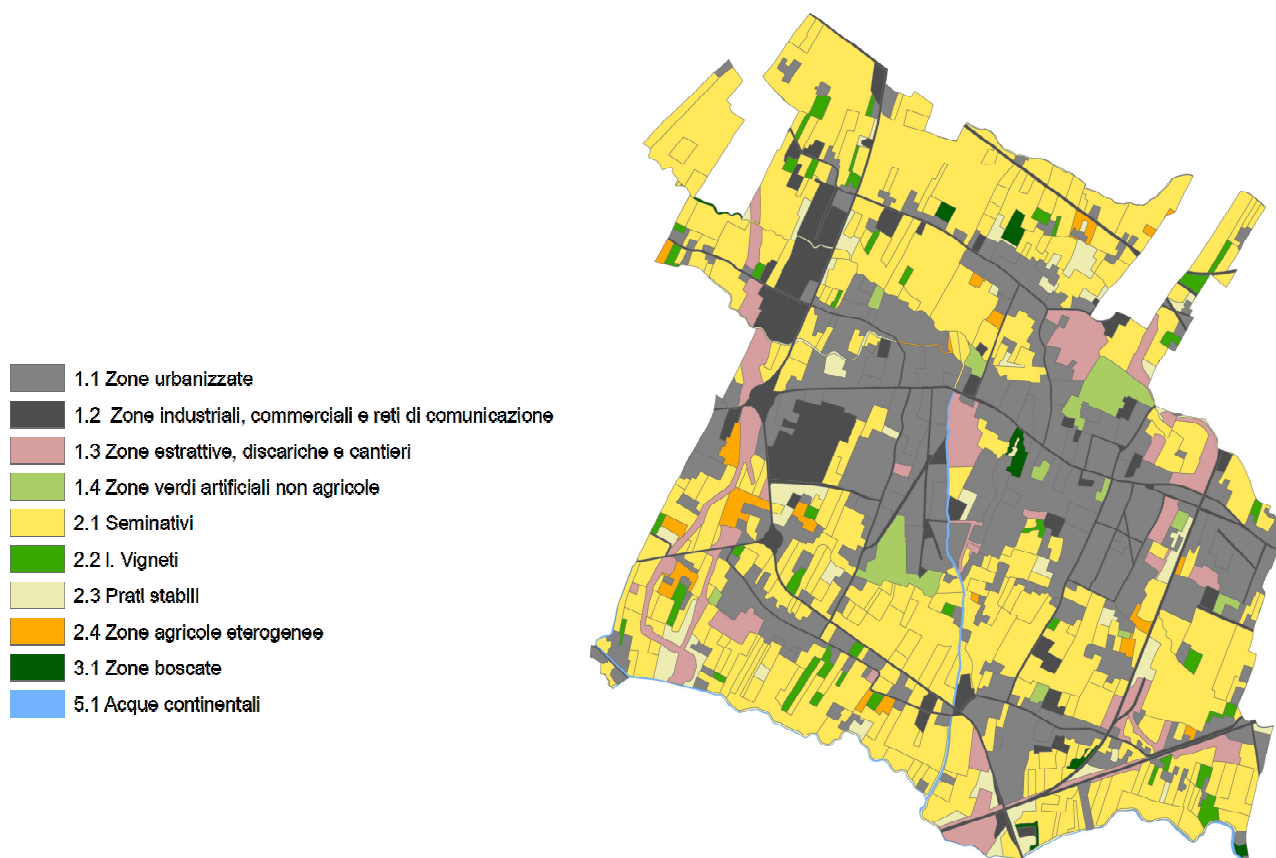 1.1 Zone urbanizzate
1.2 Zone industriali, commerciali e reti di comunicazione
1.3 Zone estrattive, discariche e cantieri
1.4 Zone verdi artificiali non agricole
2.1 Seminativi
2.2 I. Vigneti
2.3 Prati stabili
2.4 Zone agricole eterogenee
3.1 Zone boscate
5.1 Acque continentali